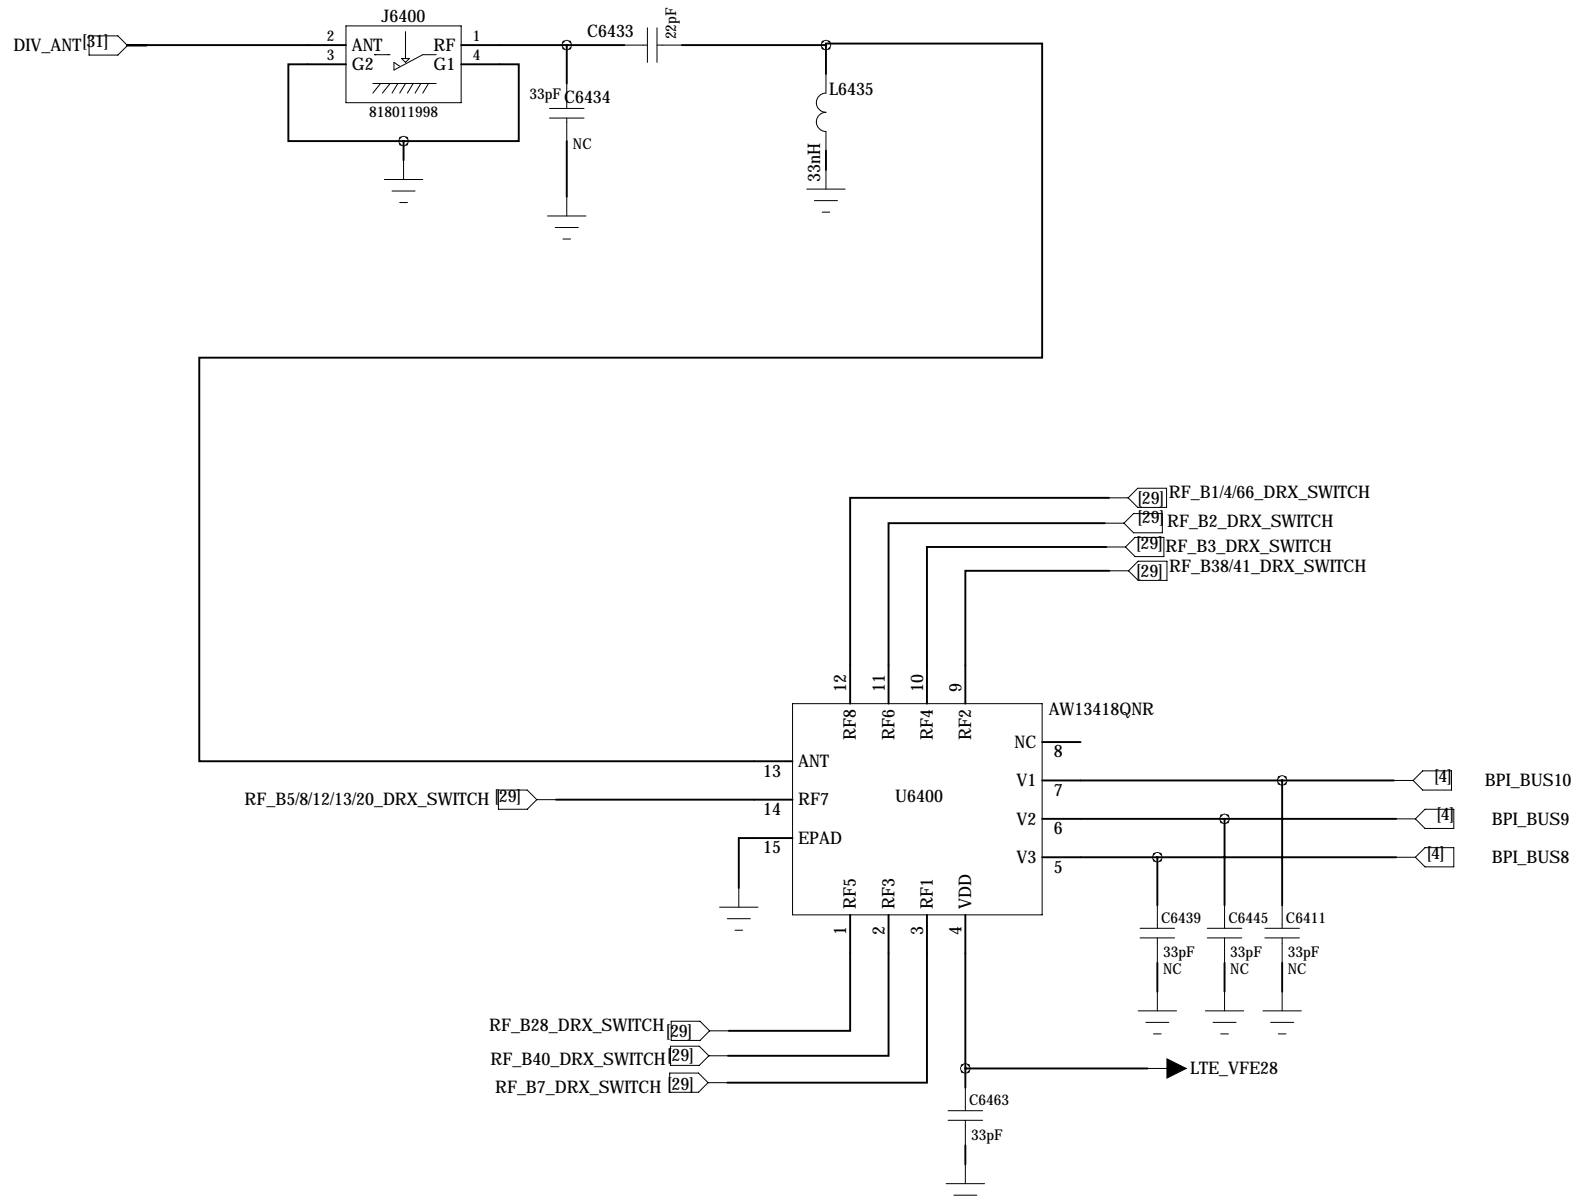 J6400
DIV_ANT [31]
2 ANT RF 1
3 G2 G1 4
818011998
C6433 22pF
33pF C6434
NC
L6435
33nH
[29] RF_B1/4/66_DRX_SWITCH
[29] RF_B2_DRX_SWITCH
[29] RF_B3_DRX_SWITCH
[29] RF_B38/41_DRX_SWITCH
12 11 10 9
RF8 RF6 RF4 RF2
AW13418QNR
NC 8
13 ANT
V1 7 [4] BPI_BUS10
RF_B5/8/12/13/20_DRX_SWITCH [29] 14 RF7
U6400
V2 6 [4] BPI_BUS9
15 EPAD
V3 5 [4] BPI_BUS8
RF5 RF3 RF1 VDD
1 2 3 4
C6439 C6445 C6411
33pF 33pF 33pF
NC NC NC
RF_B28_DRX_SWITCH [29]
RF_B40_DRX_SWITCH [29]
RF_B7_DRX_SWITCH [29]
LTE_VFE28
C6463
33pF